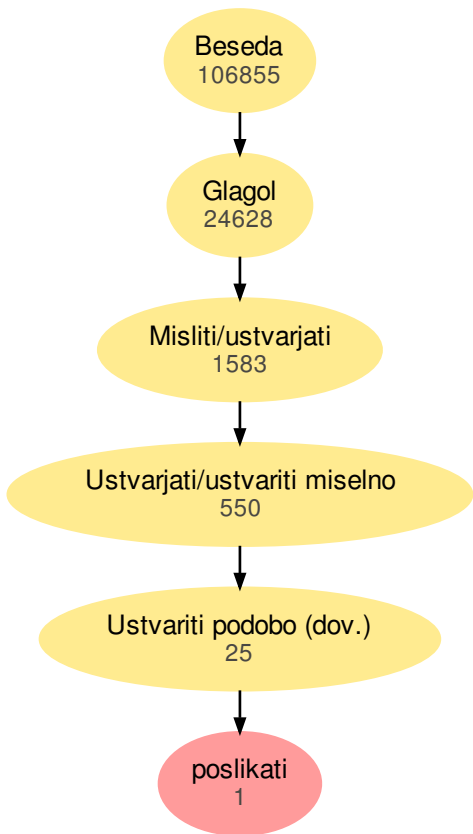 Beseda
106855
Glagol
24628
Misliti/ustvarjati
1583
Ustvarjati/ustvariti miselno
550
Ustvariti podobo (dov.)
25
poslikati
1